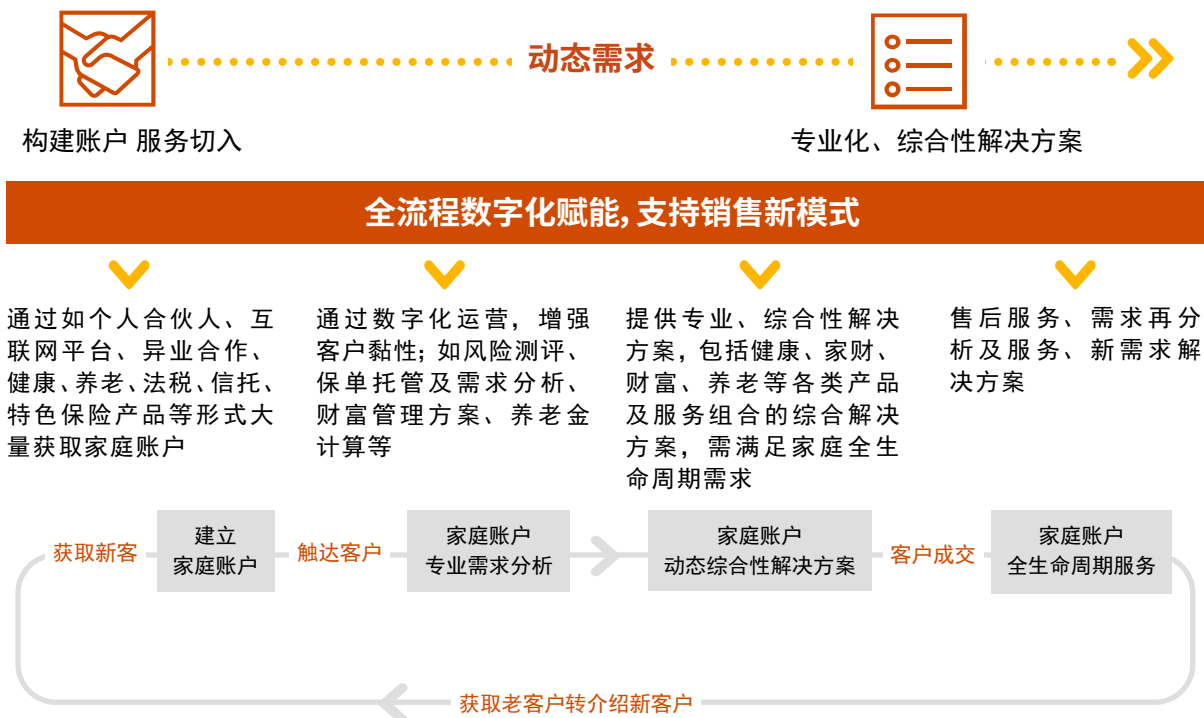 动态需求
构建账户 服务切入
专业化、综合性解决方案
全流程数字化赋能, 支持销售新模式
通过如个人合伙人、互
联网平台、异业合作、
健康、养老、法税、信托、
特色保险产品等形式大
量获取家庭账户
通过数字化运营，增强
客户黏性；如风险测评、
保单托管及需求分析、
财富管理方案、养老金
计算等
提供专业、综合性解决
方案，包括健康、家财、
财富、养老等各类产品
及服务组合的综合解决
方案，需满足家庭全生
命周期需求
售后服务、需求再分
析及服务、新需求解
决方案
获取新客
建立
家庭账户
触达客户
家庭账户
专业需求分析
家庭账户
动态综合性解决方案
客户成交
家庭账户
全生命周期服务
获取老客户转介绍新客户